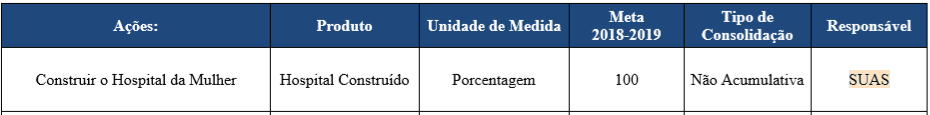 Ações: Produto Unidade de Medida Meta 2018-2019 Tipo de Consolidação Responsável
Construir o Hospital da Mulher Hospital Construído Porcentagem 100 Não Acumulativa SUAS